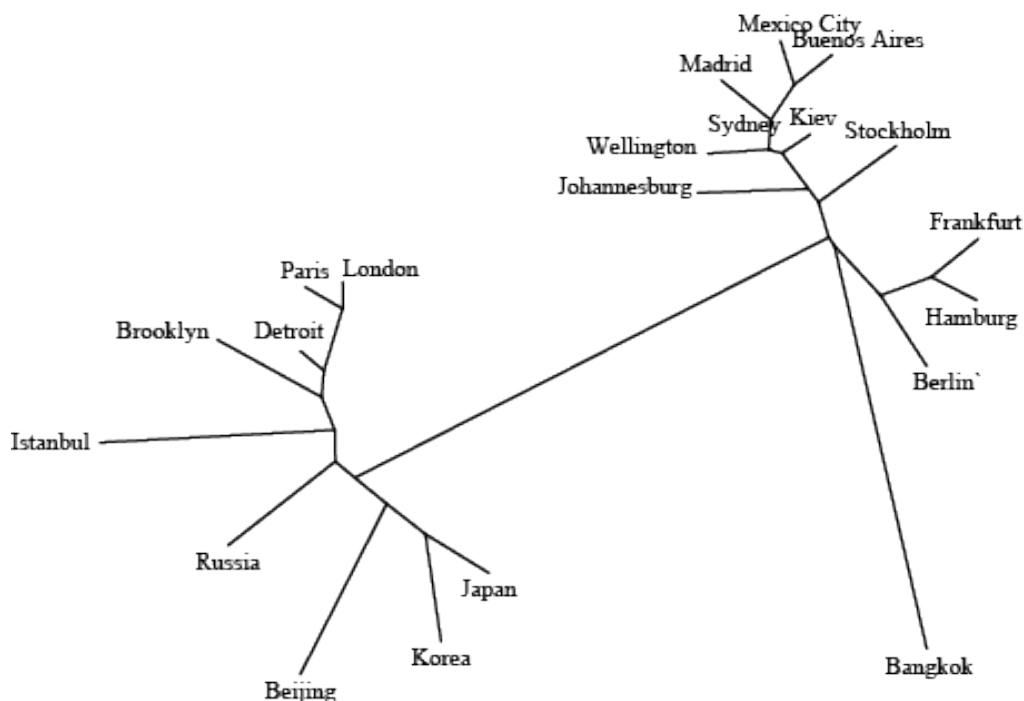 Mexico City
Buenos Aires
Madrid
Sydney
Kiev
Stockholm
Wellington
Johannesburg
Frankfurt
Paris
London
Hamburg
Brooklyn
Detroit
Berlin`
Istanbul
Russia
Japan
Korea
Bangkok
Beijing